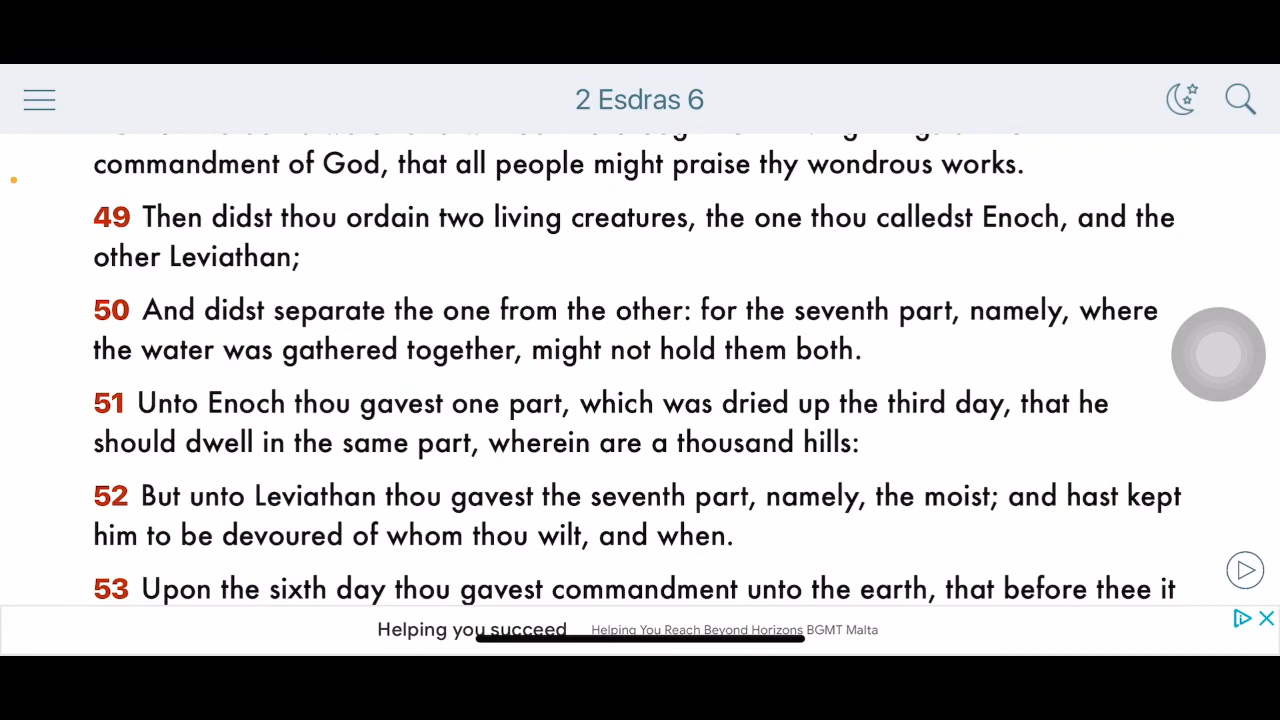 2 Esdras 6
commandment of God, that all people might praise thy wondrous works.
49 Then didst thou ordain two living creatures, the one thou calledst Enoch, and the
other Leviathan;
50 And didst separate the one from the other: for the seventh part, namely, where
the water was gathered together, might not hold them both.
51 Unto Enoch thou gavest one part, which was dried up the third day, that he
should dwell in the same part, wherein are a thousand hills:
52 But unto Leviathan thou gavest the seventh part, namely, the moist; and hast kept
him to be devoured of whom thou wilt, and when.
53 Upon the sixth day thou gavest commandment unto the earth, that before thee it
Helping you succeed Helping You Reach Beyond Horizons BGMT Malta